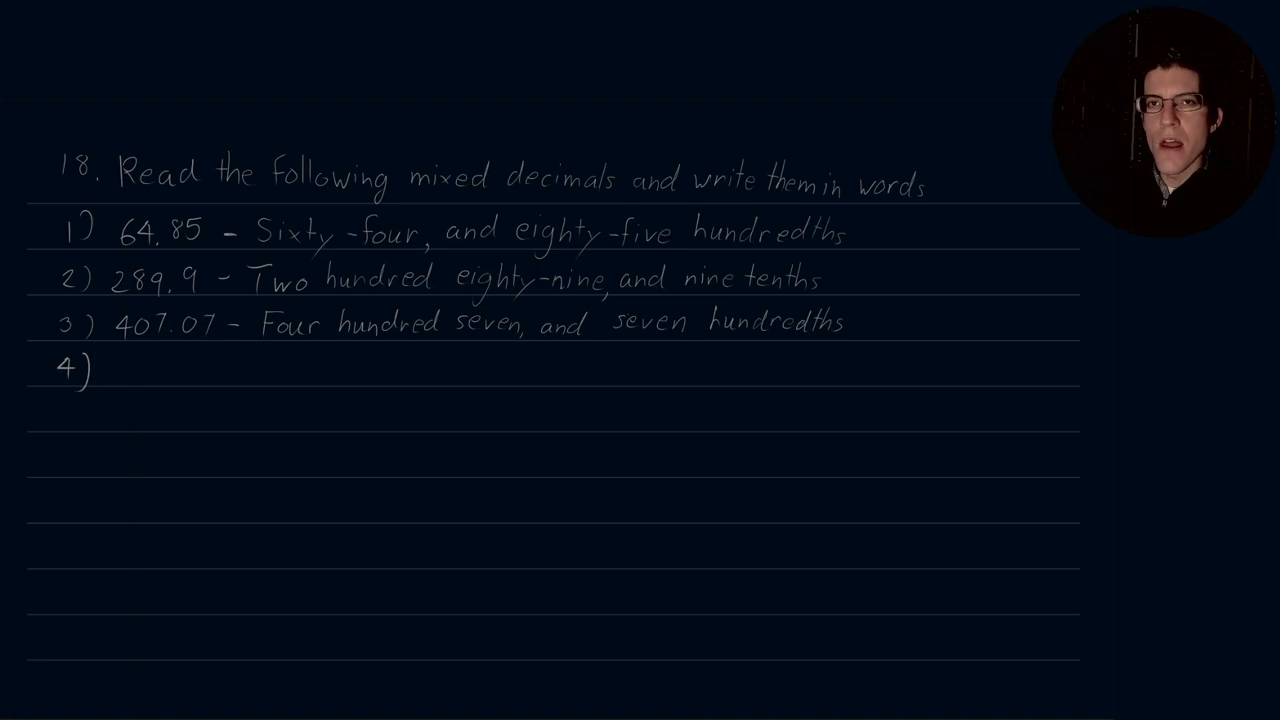 18. Read the following mixed decimals and write them in words
1) 64.85 - Sixty-four, and eighty-five hundredths
2) 289.9 - Two hundred eighty-nine, and nine tenths
3) 407.07 - Four hundred seven, and seven hundredths
4)